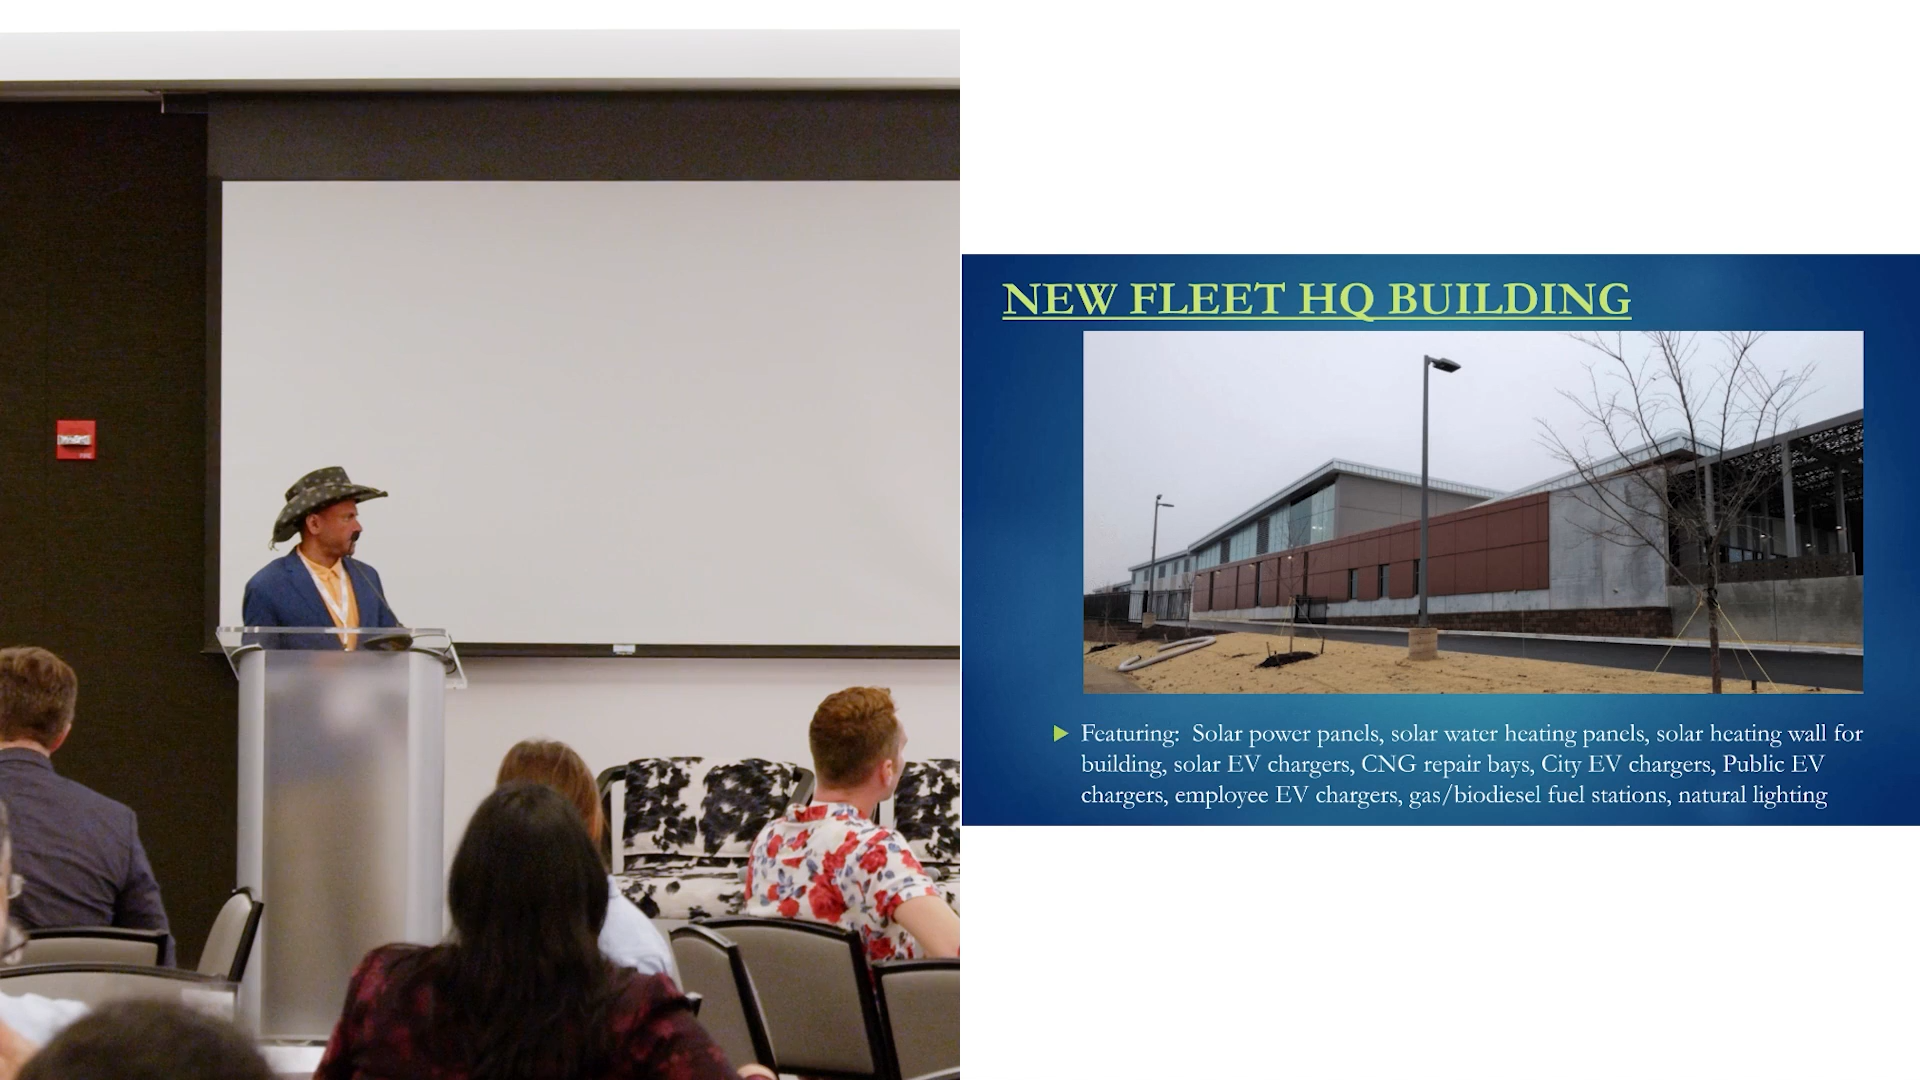 NEW FLEET HQ BUILDING
Featuring: Solar power panels, solar water heating panels, solar heating wall for
building, solar EV chargers, CNG repair bays, City EV chargers, Public EV
chargers, employee EV chargers, gas/biodiesel fuel stations, natural lighting